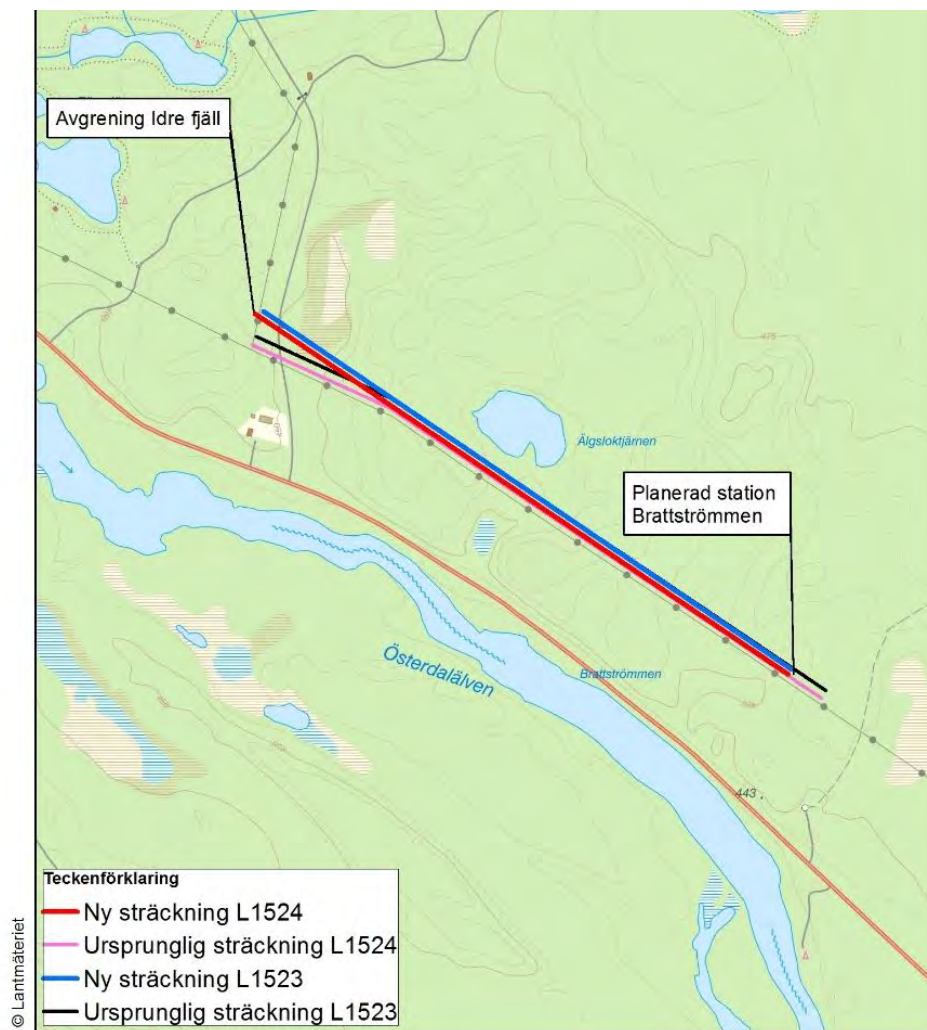 Avgrening Idre fjäll
475
Älgsloktjärnen
Planerad station
Brattströmmen
Österdalälven
Brattströmmen
443
Teckenförklaring
Ny sträckning L1524
Ursprunglig sträckning L1524
Ny sträckning L1523
Ursprunglig sträckning L1523
© Lantmäteriet